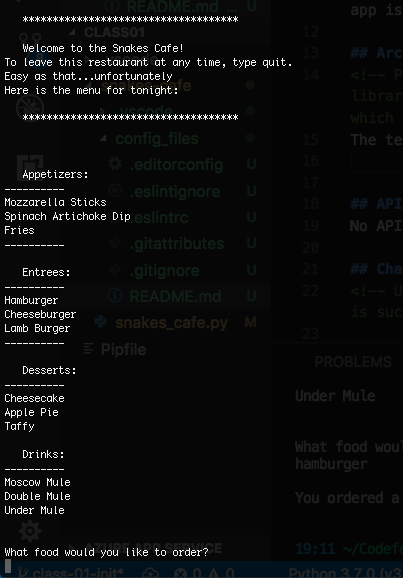 ************************************
Welcome to the Snakes Cafe!
To leave this restaurant at any time, type quit.
Easy as that...unfortunately
Here is the menu for tonight:
************************************
Appetizers:
----------
Mozzarella Sticks
Spinach Artichoke Dip
Fries
----------
Entrees:
----------
Hamburger
Cheeseburger
Lamb Burger
----------
Desserts:
----------
Cheesecake
Apple Pie
Taffy
Drinks:
----------
Moscow Mule
Double Mule
Under Mule
What food would you like to order?
README.md ... U
CLASS01
snakes_cafe
.vscode
config_files
.editorconfig U
.eslintignore U
.eslintrc U
.gitattributes U
.gitignore U
README.md U
snakes_cafe.py M
Pipfile
AZURE APP SERVICE
class-01-init*
0 0
Python 3.7.0
app is
12
13 ## Arc
14 <!-- P
librar
which
15 The te
16
17
18 ## API
19 No API
20
21 ## Cha
22 <!-- U
is suc
23
PROBLEMS
Under Mule
What food wou
hamburger
You ordered a
19:11 ~/Codefe